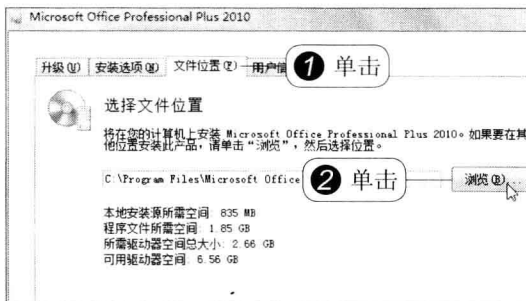 Microsoft Office Professional Plus 2010
升级(U) 安装选项(N) 文件位置(F) 用户信
1 单击
选择文件位置
将在您的计算机上安装 Microsoft Office Professional Plus 2010。如果要在其
他位置安装此产品，请单击“浏览”，然后选择位置。
C:\Program Files\Microsoft Office
2 单击
浏览(B)...
本地安装源所需空间: 835 MB
程序文件所需空间: 1.85 GB
所需驱动器空间总大小: 2.66 GB
可用驱动器空间: 6.56 GB